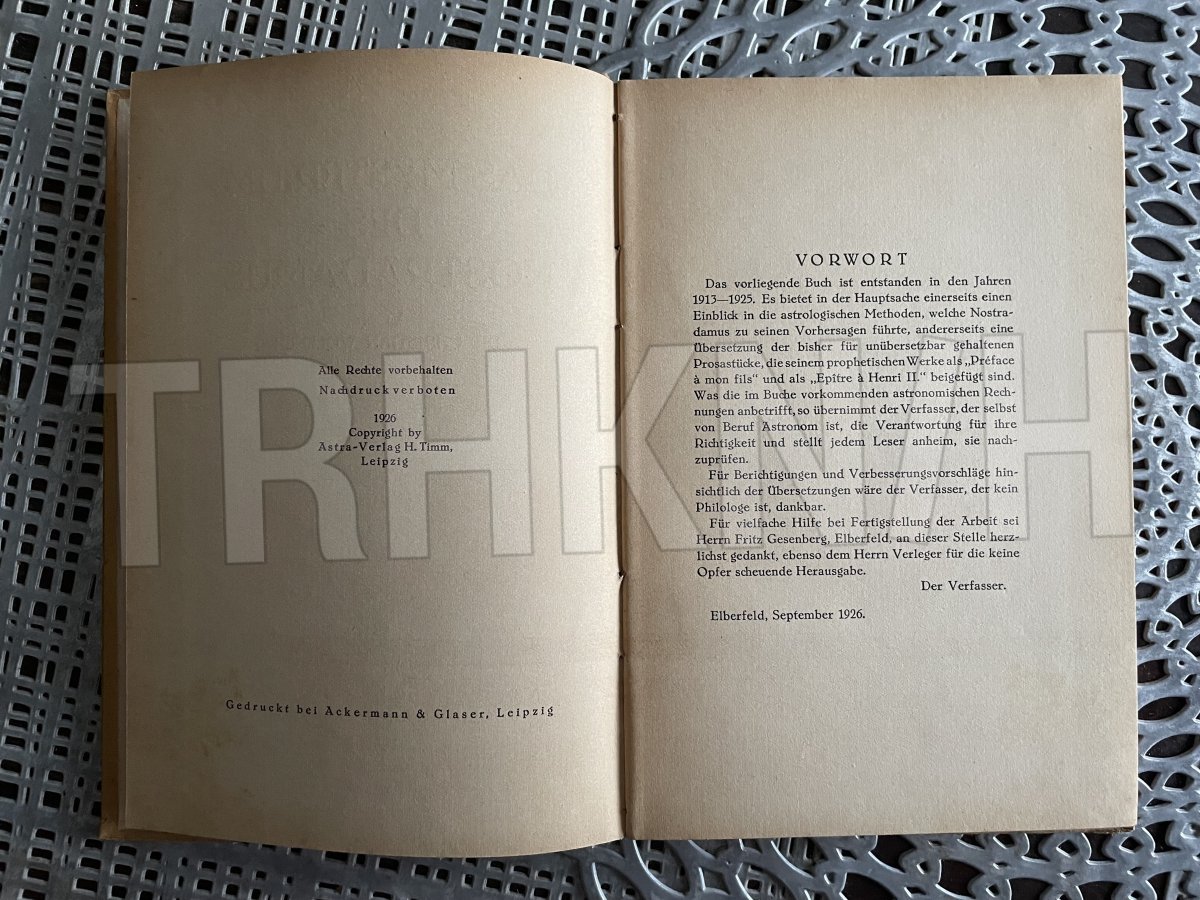 Alle Rechte vorbehalten
Nachdruck verboten
1926
Copyright by
Astra-Verlag H. Timm,
Leipzig
Gedruckt bei Ackermann & Glaser, Leipzig
VORWORT
Das vorliegende Buch ist entstanden in den Jahren
1913—1925. Es bietet in der Hauptsache einerseits einen
Einblick in die astrologischen Methoden, welche Nostra-
damus zu seinen Vorhersagen führte, andererseits eine
Übersetzung der bisher für unübersetzbar gehaltenen
Prosastücke, die seinem prophetischen Werke als „Préface
à mon fils" und als „Epître à Henri II." beigefügt sind.
Was die im Buche vorkommenden astronomischen Rech-
nungen anbetrifft, so übernimmt der Verfasser, der selbst
von Beruf Astronom ist, die Verantwortung für ihre
Richtigkeit und stellt jedem Leser anheim, sie nach-
zuprüfen.
Für Berichtigungen und Verbesserungsvorschläge hin-
sichtlich der Übersetzungen wäre der Verfasser, der kein
Philologe ist, dankbar.
Für vielfache Hilfe bei Fertigstellung der Arbeit sei
Herrn Fritz Gesenberg, Elberfeld, an dieser Stelle herz-
lichst gedankt, ebenso dem Herrn Verleger für die keine
Opfer scheuende Herausgabe.
Der Verfasser.
Elberfeld, September 1926.
TRHKNWH